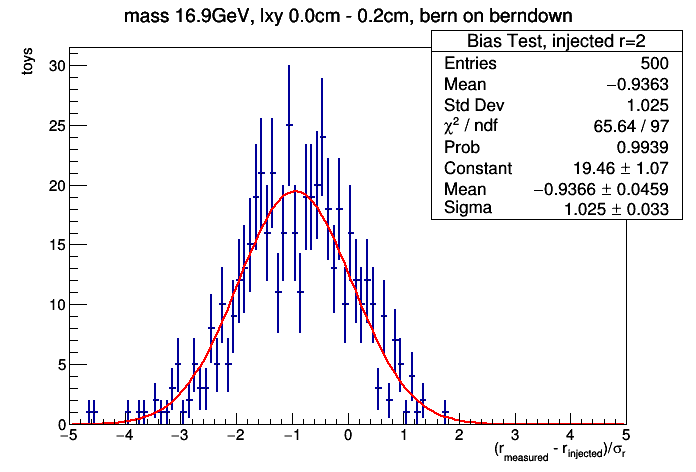 mass 16.9GeV, lxy 0.0cm - 0.2cm, bern on berndown
toys
Bias Test, injected r=2
Entries 500
Mean −0.9363
Std Dev 1.025
χ² / ndf 65.64 / 97
Prob 0.9939
Constant 19.46 ± 1.07
Mean −0.9366 ± 0.0459
Sigma 1.025 ± 0.033
30
25
20
15
10
5
0
−5 −4 −3 −2 −1 0 1 2 3 4 5
(r_measured - r_injected)/σ_r